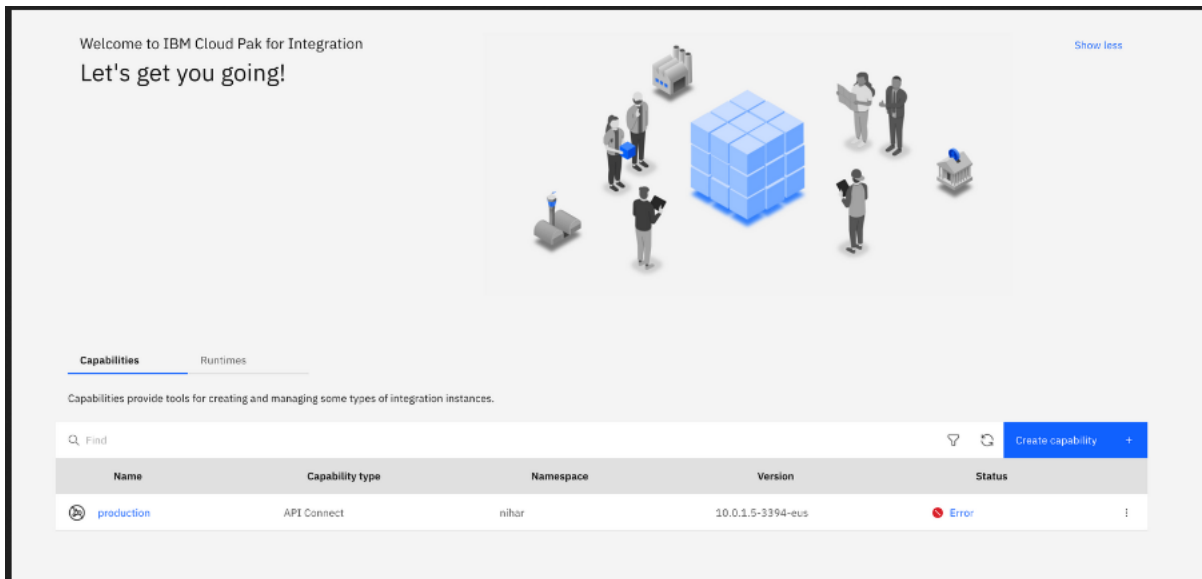 Welcome to IBM Cloud Pak for Integration
Show less
Let's get you going!
Capabilities Runtimes
Capabilities provide tools for creating and managing some types of integration instances.
Find
Create capability +
Name Capability type Namespace Version Status
production API Connect nihar 10.0.1.5-3394-eus Error